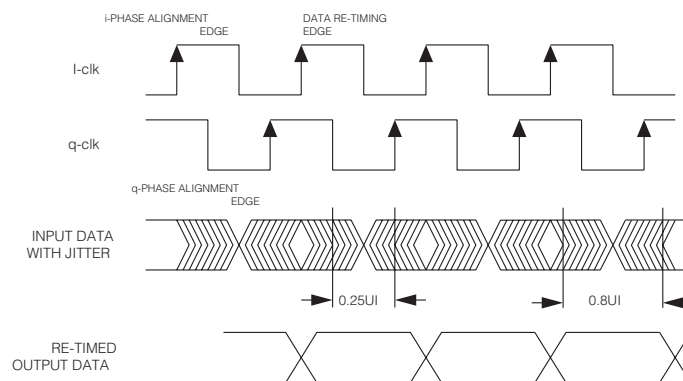 i-PHASE ALIGNMENT
EDGE
DATA RE-TIMING
EDGE
I-clk
q-clk
q-PHASE ALIGNMENT
EDGE
INPUT DATA
WITH JITTER
0.25UI
0.8UI
RE-TIMED
OUTPUT DATA